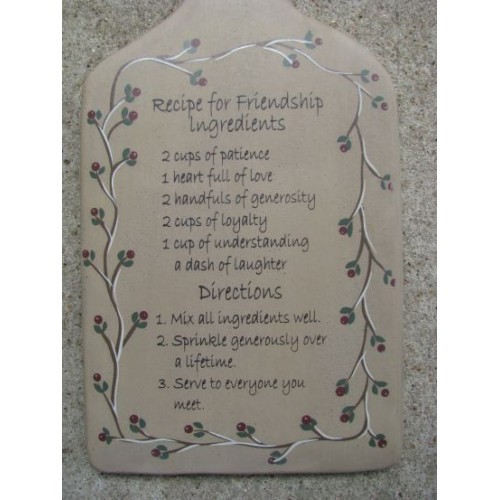 Recipe for Friendship
Ingredients
2 cups of patience
1 heart full of love
2 handfuls of generosity
2 cups of loyalty
1 cup of understanding
a dash of laughter
Directions
1. Mix all ingredients well.
2. Sprinkle generously over
a lifetime.
3. Serve to everyone you
meet.